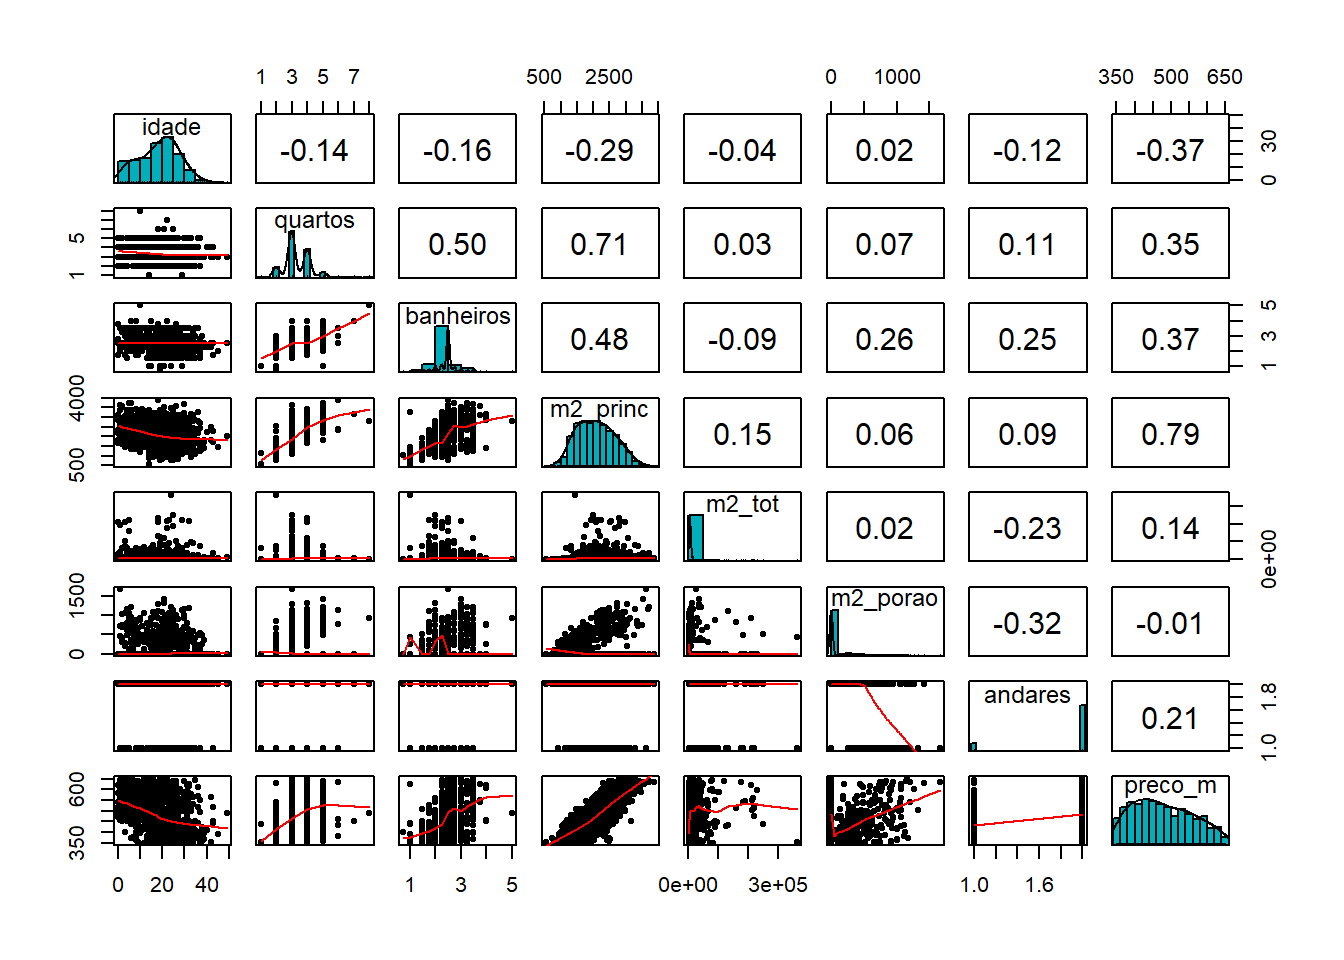 1 3 5 7 500 2500 0 1000 350 500 650
idade -0.14 -0.16 -0.29 -0.04 0.02 -0.12 -0.37 0 30
1 5 quartos 0.50 0.71 0.03 0.07 0.11 0.35
banheiros 0.48 -0.09 0.26 0.25 0.37 1 3 5
500 4000 m2_princ 0.15 0.06 0.09 0.79
m2_tot 0.02 -0.23 0.14 0e+00
0 1500 m2_porao -0.32 -0.01
andares 0.21 1.0 1.8
350 600 preco_m
0 20 40 1 3 5 0e+00 3e+05 1.0 1.6